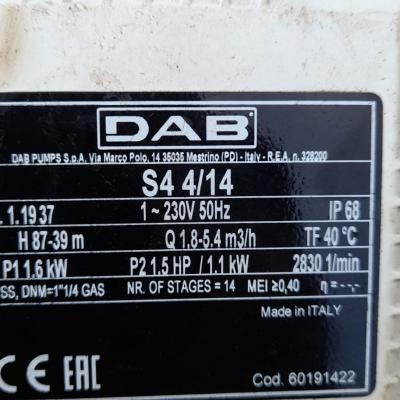 DAB
DAB PUMPS S.p.A. Via Marco Polo, 14 35035 Mestrino (PD) - Italy - R.E.A. n. 328200
S4 4/14
. 1.1937 1~230V 50Hz IP 68
H 87-39 m Q 1.8-5.4 m3/h TF 40 °C
P1 1.6 kW P2 1.5 HP / 1.1 kW 2830 1/min
SS, DNM=1"1/4 GAS NR. OF STAGES = 14 MEI ≥0,40 η = -.-
Made in ITALY
CE EAC
Cod. 60191422